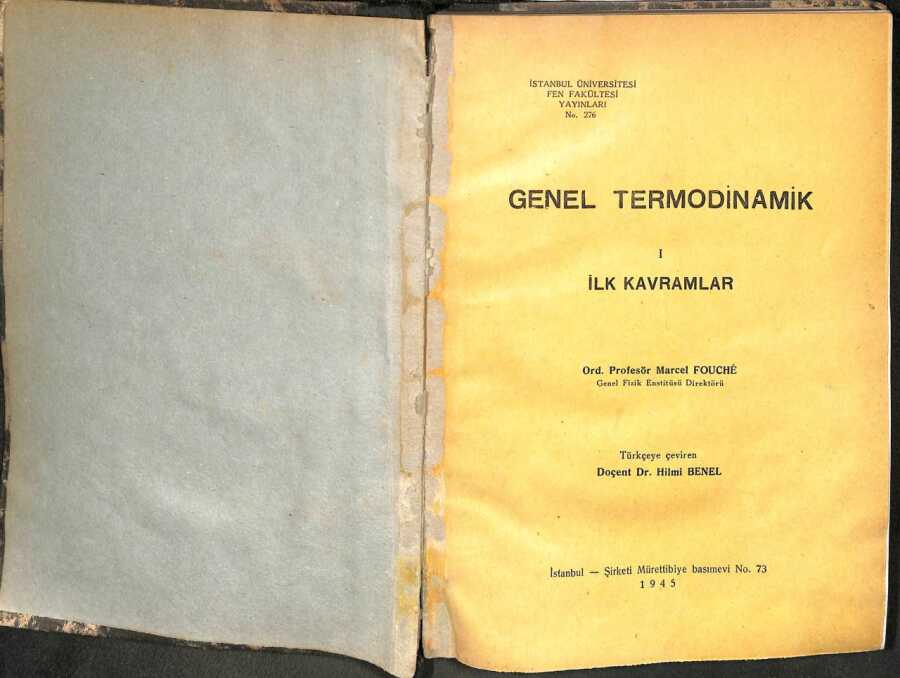 İSTANBUL ÜNİVERSİTESİ
FEN FAKÜLTESİ
YAYINLARI
No. 276
GENEL TERMODİNAMİK
I
İLK KAVRAMLAR
Ord. Profesör Marcel FOUCHÉ
Genel Fizik Enstitüsü Direktörü
Türkçeye çeviren
Doçent Dr. Hilmi BENEL
İstanbul — Şirketi Mürettibiye basımevi No. 73
1945